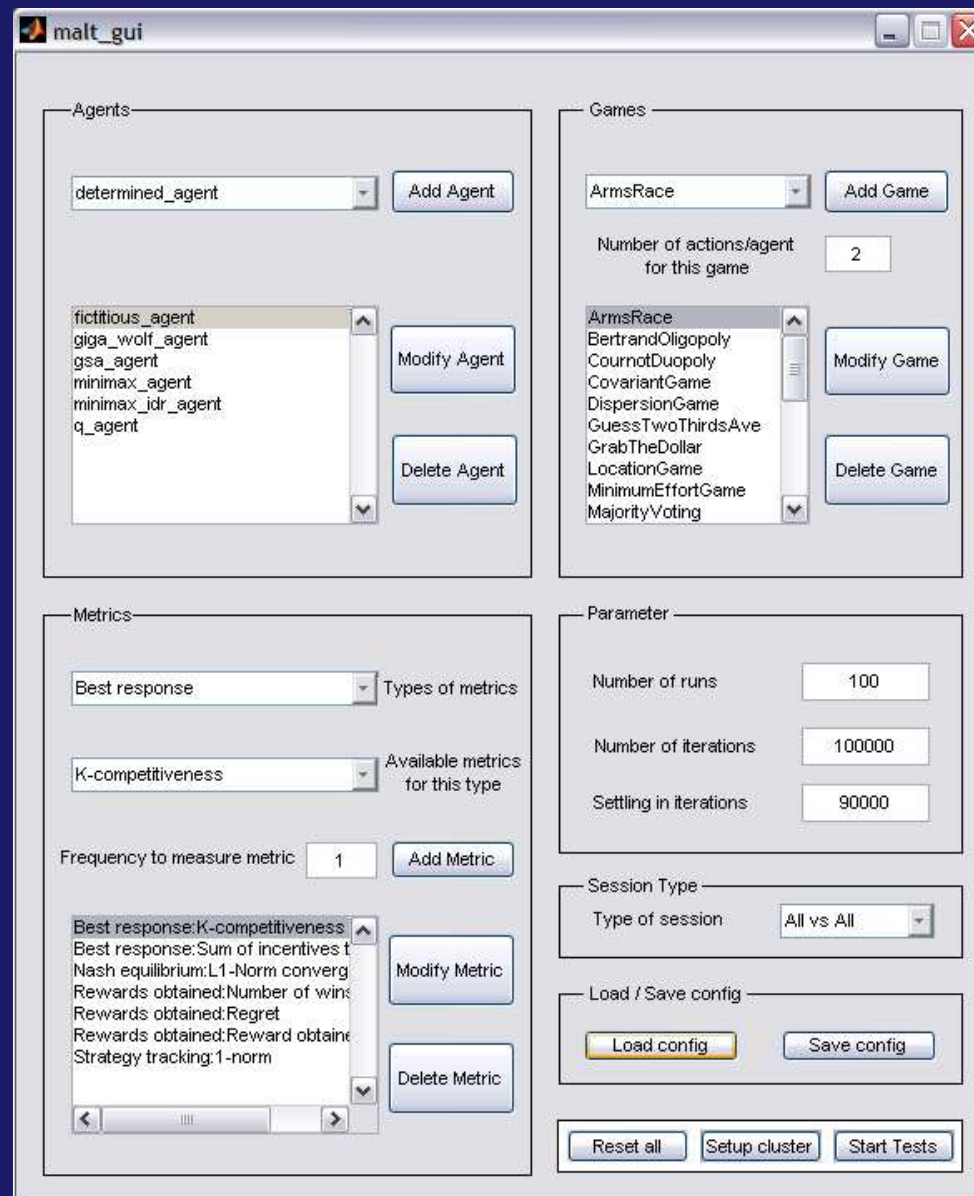 malt_gui
Agents
determined_agent
Add Agent
fictitious_agent
giga_wolf_agent
gsa_agent
minimax_agent
minimax_idr_agent
q_agent
Modify Agent
Delete Agent
Games
ArmsRace
Add Game
Number of actions/agent
for this game
2
ArmsRace
BertrandOligopoly
CournotDuopoly
CovariantGame
DispersionGame
GuessTwoThirdsAve
GrabTheDollar
LocationGame
MinimumEffortGame
MajorityVoting
Modify Game
Delete Game
Metrics
Best response
Types of metrics
K-competitiveness
Available metrics
for this type
Frequency to measure metric
1
Add Metric
Best response:K-competitiveness
Best response:Sum of incentives t
Nash equilibrium:L1-Norm converg
Rewards obtained:Number of wins
Rewards obtained:Regret
Rewards obtained:Reward obtaine
Strategy tracking:1-norm
Modify Metric
Delete Metric
Parameter
Number of runs
100
Number of iterations
100000
Settling in iterations
90000
Session Type
Type of session
All vs All
Load / Save config
Load config
Save config
Reset all
Setup cluster
Start Tests